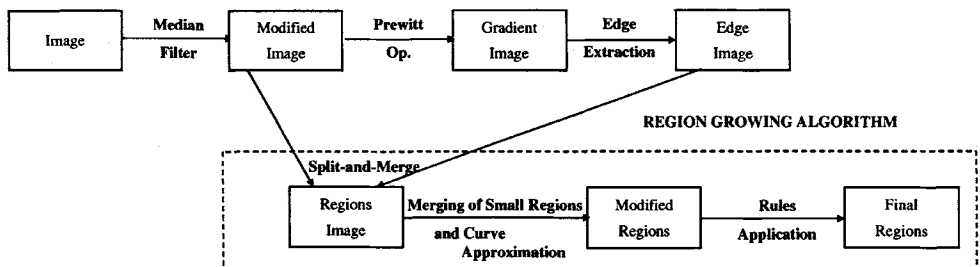 Image
Median
Filter
Modified
Image
Prewitt
Op.
Gradient
Image
Edge
Extraction
Edge
Image
REGION GROWING ALGORITHM
Split-and-Merge
Regions
Image
Merging of Small Regions
and Curve
Approximation
Modified
Regions
Rules
Application
Final
Regions